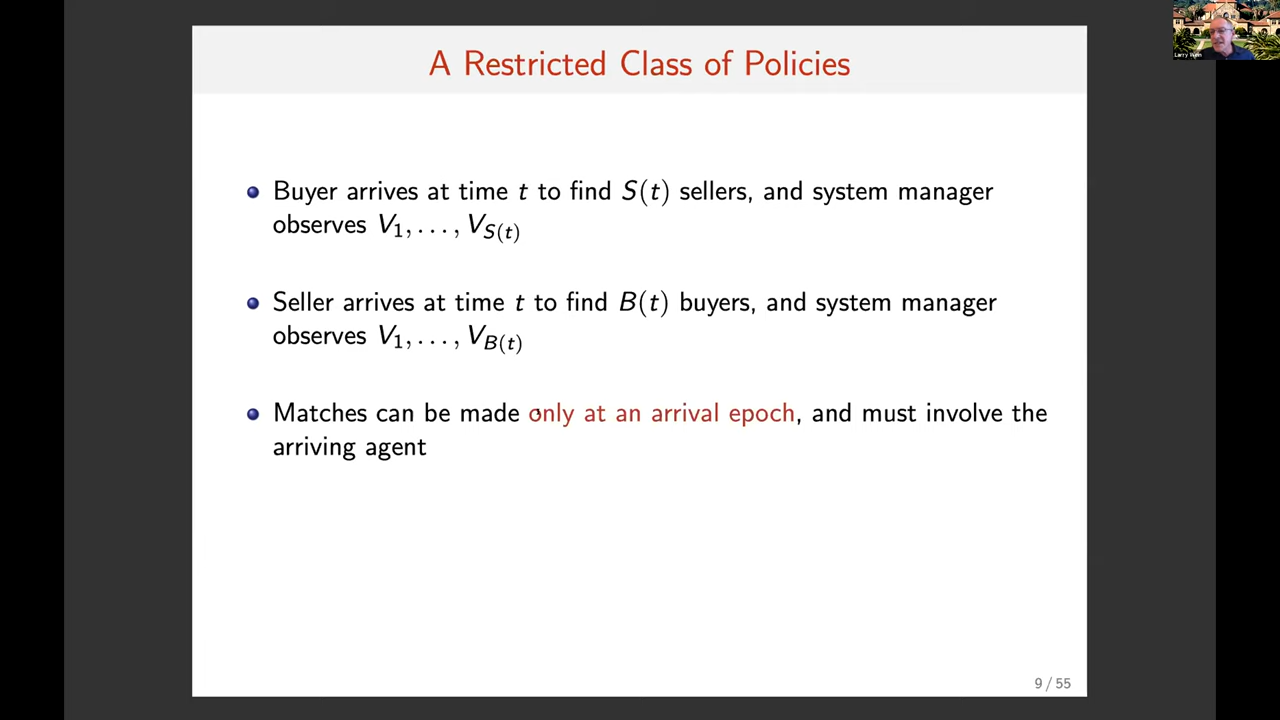 Larry Wein
A Restricted Class of Policies
Buyer arrives at time t to find S(t) sellers, and system manager
observes V₁, . . . , V_S(t)
Seller arrives at time t to find B(t) buyers, and system manager
observes V₁, . . . , V_B(t)
Matches can be made only at an arrival epoch, and must involve the
arriving agent
9 / 55